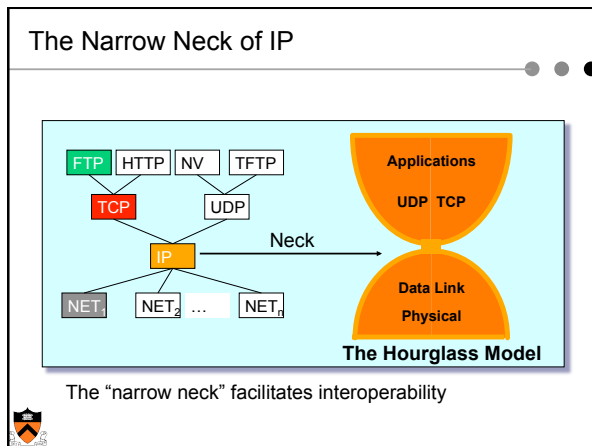 The Narrow Neck of IP
FTP HTTP NV TFTP
TCP UDP
IP
Neck
NET1 NET2 … NETn
Applications
UDP TCP
Data Link
Physical
The Hourglass Model
The “narrow neck” facilitates interoperability